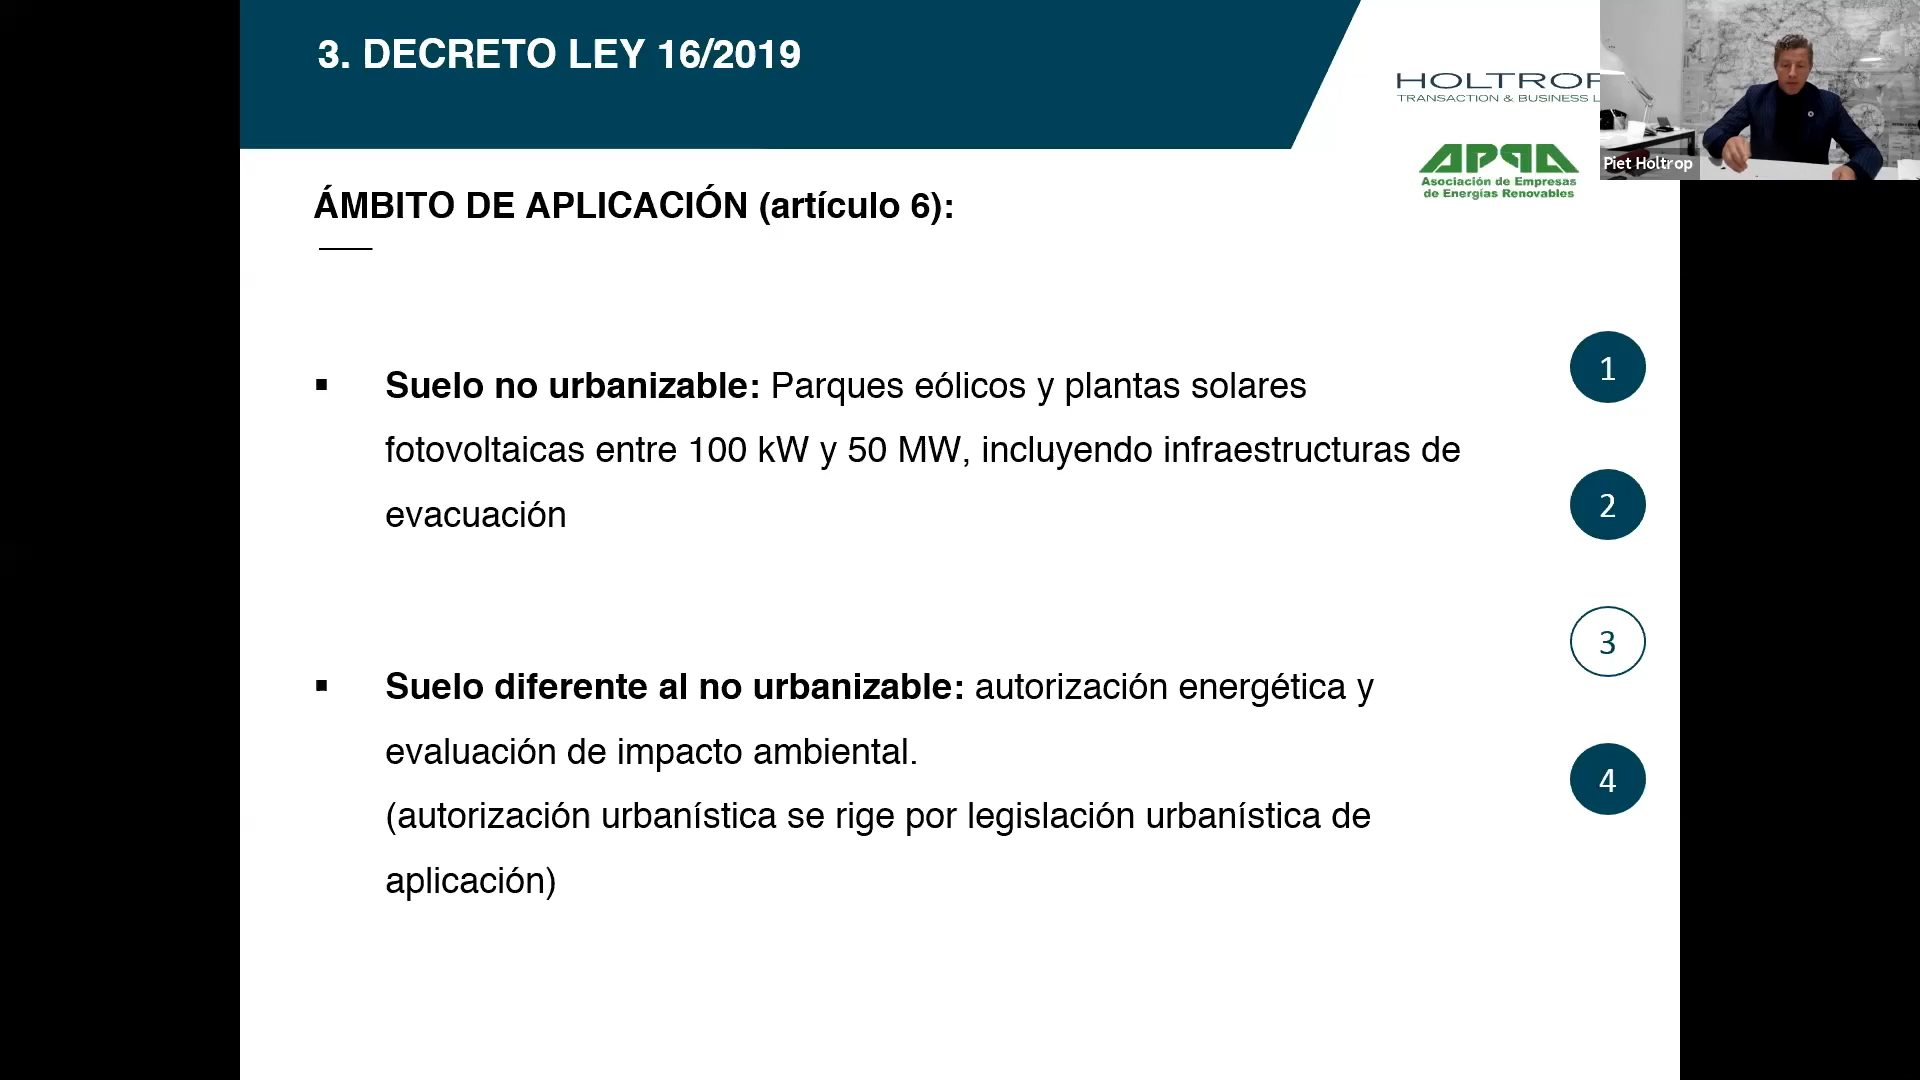 3. DECRETO LEY 16/2019
HOLTROP
TRANSACTION & BUSINESS L
APPA
Asociación de Empresas
de Energías Renovables
Piet Holtrop
ÁMBITO DE APLICACIÓN (artículo 6):
▪ Suelo no urbanizable: Parques eólicos y plantas solares
fotovoltaicas entre 100 kW y 50 MW, incluyendo infraestructuras de
evacuación
▪ Suelo diferente al no urbanizable: autorización energética y
evaluación de impacto ambiental.
(autorización urbanística se rige por legislación urbanística de
aplicación)
1
2
3
4